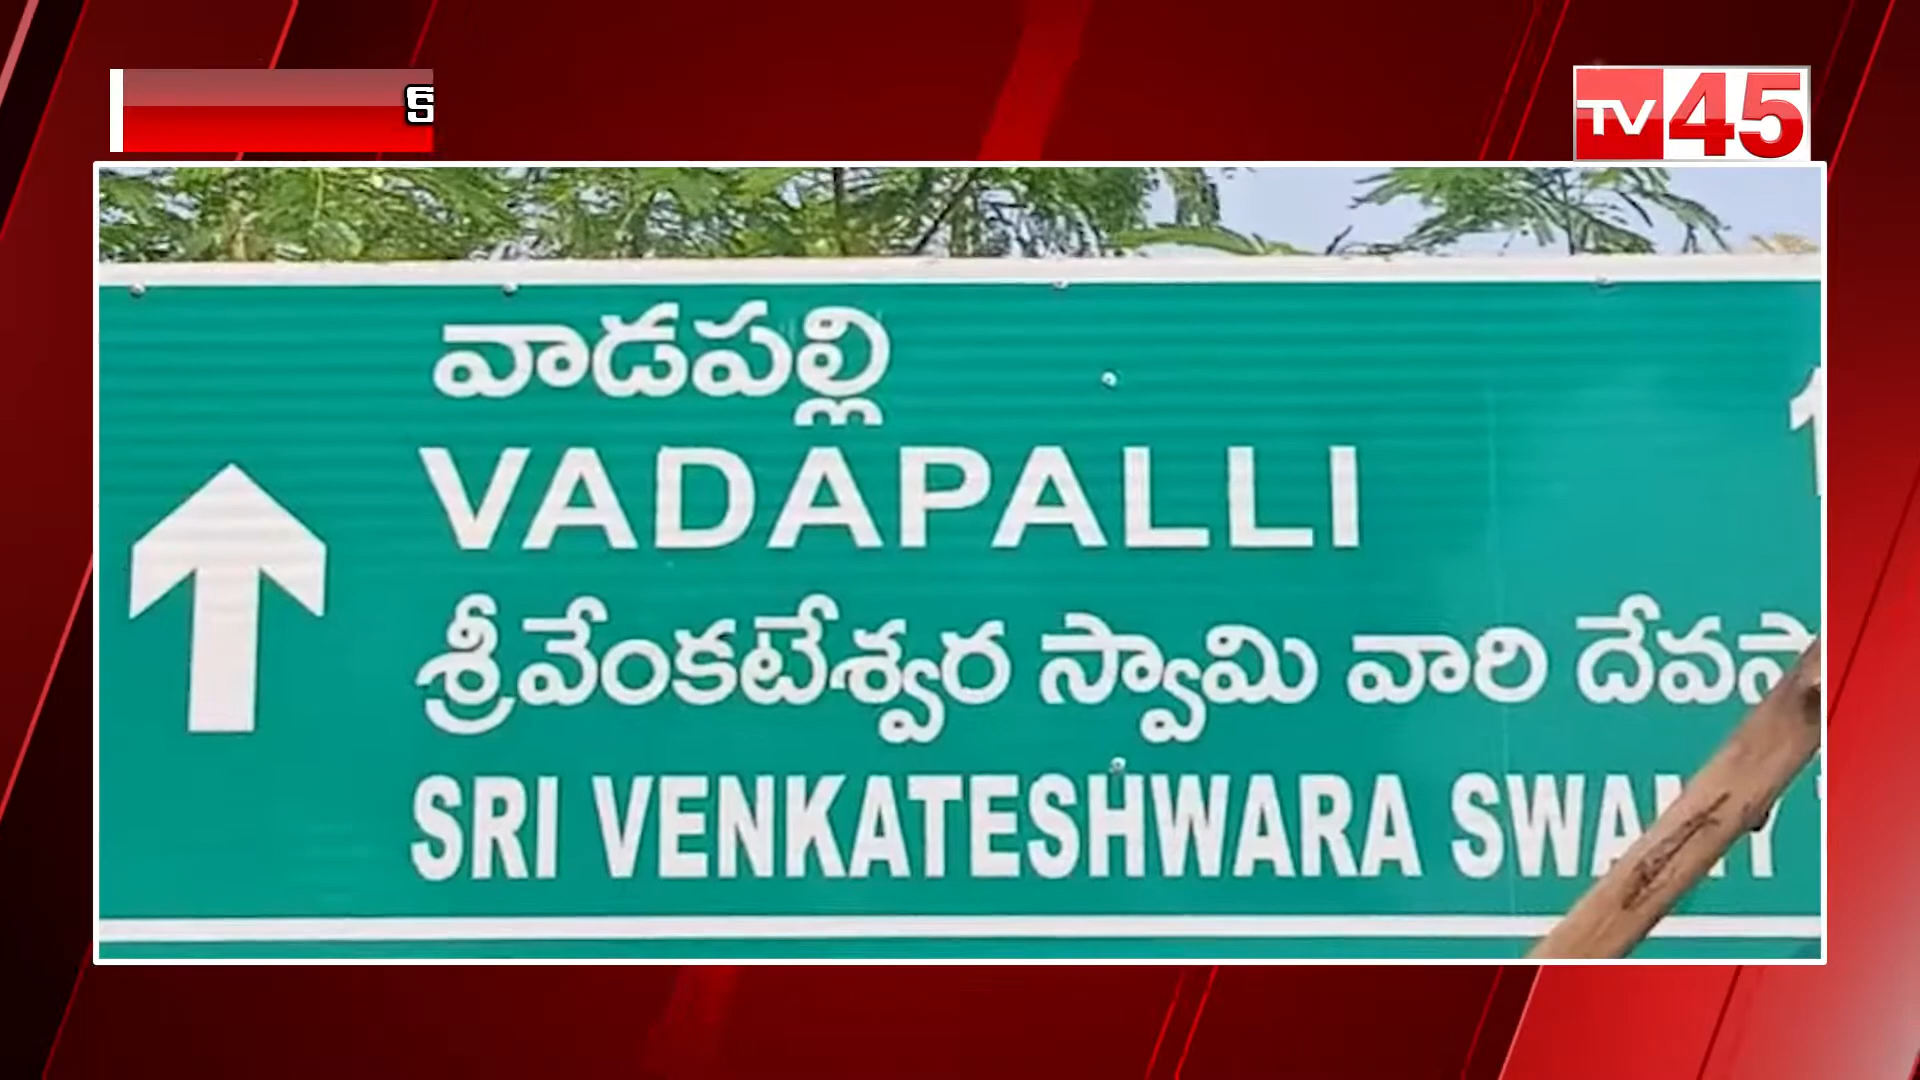 TV45
వాడపల్లి
VADAPALLI
శ్రీ వేంకటేశ్వర స్వామి వారి
SRI VENKATESHWARA